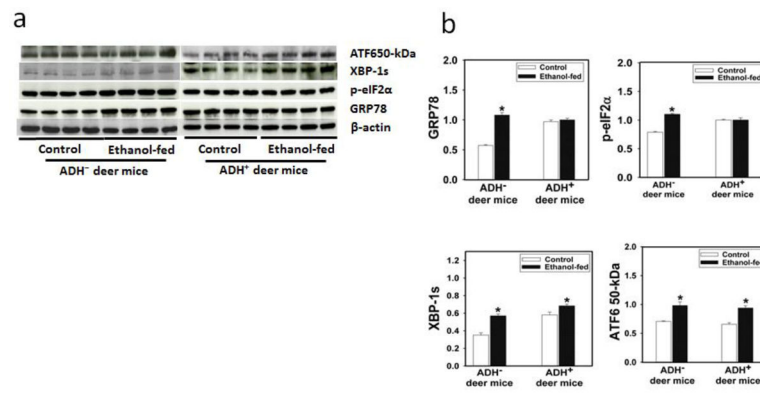 a
ATF650-kDa
XBP-1s
p-eIF2α
GRP78
β-actin
Control Ethanol-fed Control Ethanol-fed
ADH⁻ deer mice ADH⁺ deer mice
b
GRP78
2.0
1.5
1.0
0.5
0.0
Control
Ethanol-fed
*
ADH⁻ ADH⁺
deer mice deer mice
p-eIF2α
2.0
1.5
1.0
0.5
0.0
Control
Ethanol-fed
*
ADH⁻ ADH⁺
deer mice deer mice
XBP-1s
1.2
1.0
0.8
0.6
0.4
0.2
0.0
Control
Ethanol-fed
* *
ADH⁻ ADH⁺
deer mice deer mice
ATF6 50-kDa
2.0
1.5
1.0
0.5
0.0
Control
Ethanol-fed
* *
ADH⁻ ADH⁺
deer mice deer mice